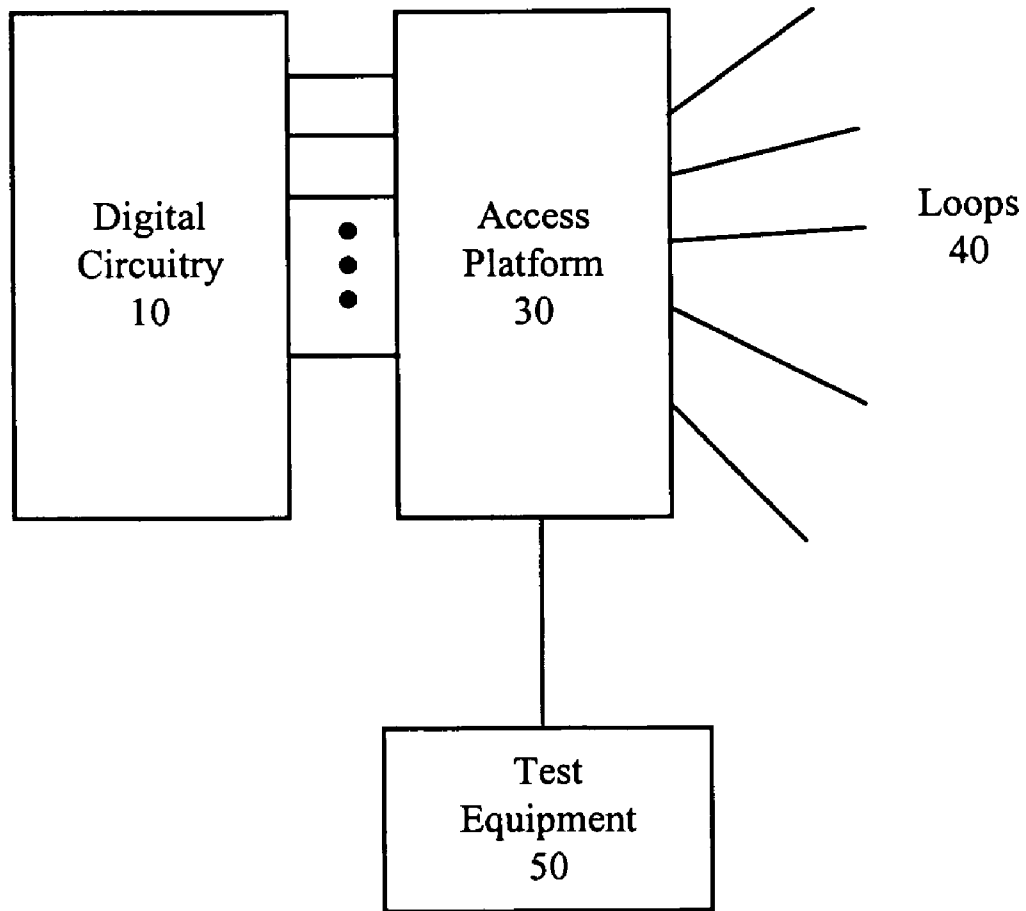 Digital
Circuitry
10
Access
Platform
30
Loops
40
Test
Equipment
50